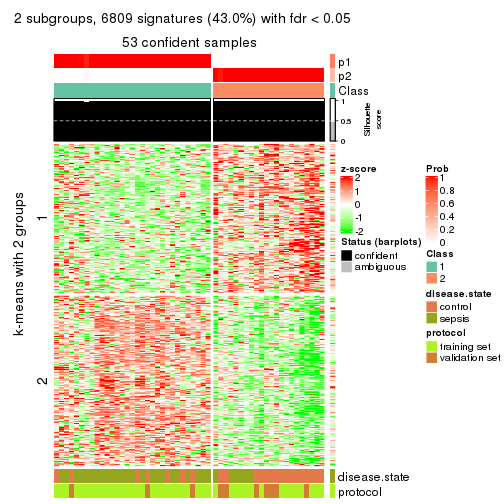 2 subgroups, 6809 signatures (43.0%) with fdr < 0.05
53 confident samples
p1
p2
Class
1
0.5
0
Silhouette
score
k-means with 2 groups
1
2
z-score
2
1
0
-1
-2
Prob
1
0.8
0.6
0.4
0.2
0
Status (barplots)
confident
ambiguous
Class
1
2
disease.state
control
sepsis
protocol
training set
validation set
disease.state
protocol